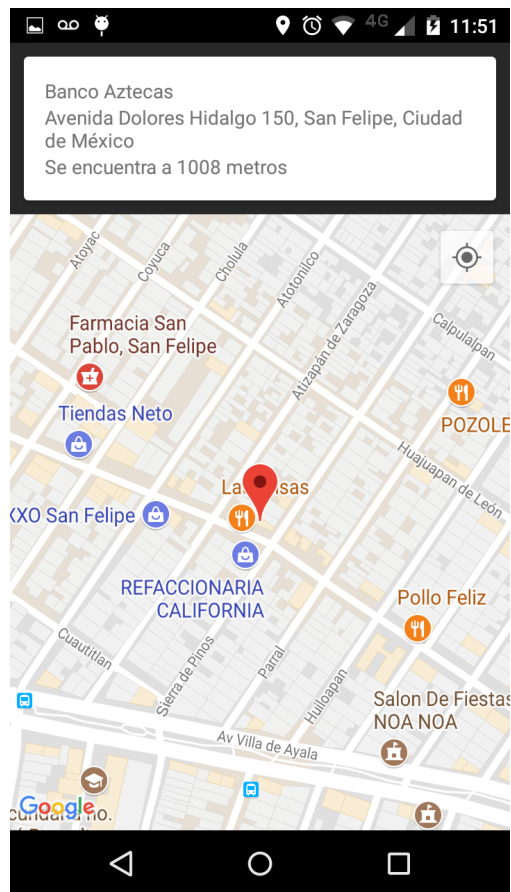 4G 11:51
Banco Aztecas
Avenida Dolores Hidalgo 150, San Felipe, Ciudad
de México
Se encuentra a 1008 metros
Atoyac
Coyuca
Cholula
Atotonilco
Atizapán de Zaragoza
Calpulalpan
Farmacia San
Pablo, San Felipe
Tiendas Neto
POZOLE
Huajuapan de León
XXO San Felipe
REFACCIONARIA
CALIFORNIA
Pollo Feliz
Cuautitlan
Sierra de Pinos
Parral
Huiloapan
Salon De Fiestas
NOA NOA
Av Villa de Ayala
Google
no.